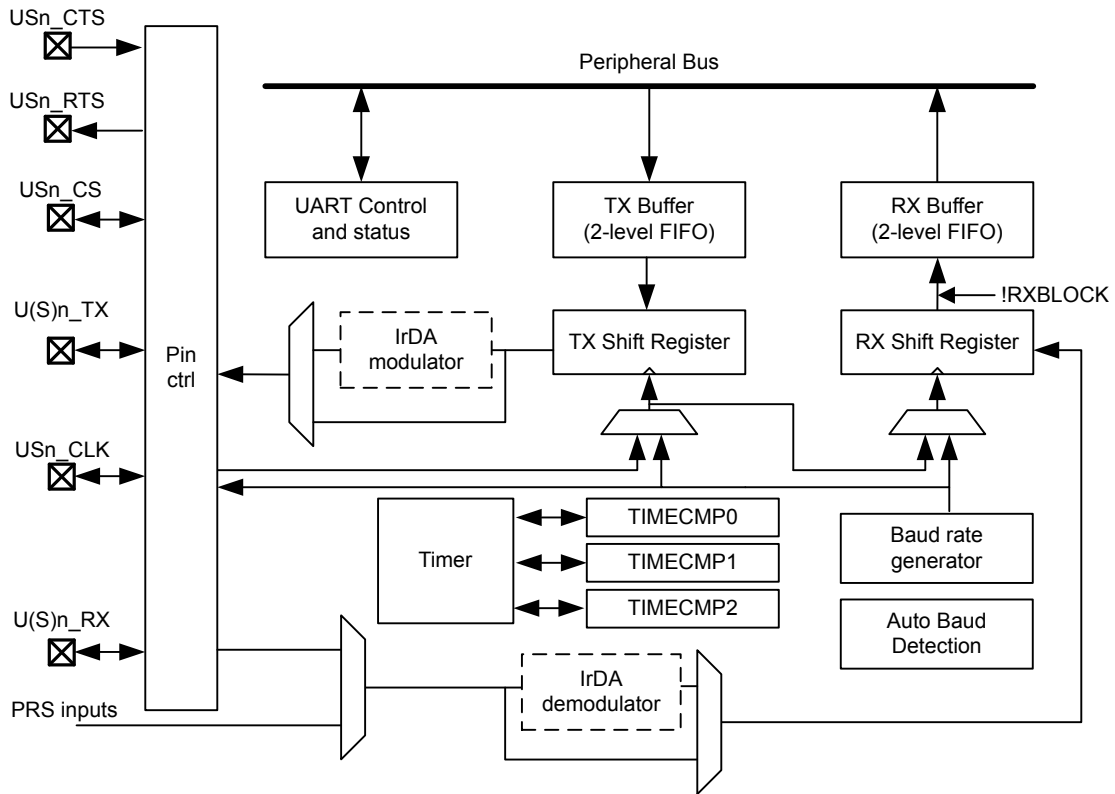 USn_CTS
Peripheral Bus
USn_RTS
USn_CS
UART Control
and status
TX Buffer
(2-level FIFO)
RX Buffer
(2-level FIFO)
!RXBLOCK
U(S)n_TX
Pin
ctrl
IrDA
modulator
TX Shift Register
RX Shift Register
USn_CLK
Timer
TIMECMP0
TIMECMP1
TIMECMP2
Baud rate
generator
Auto Baud
Detection
U(S)n_RX
PRS inputs
IrDA
demodulator